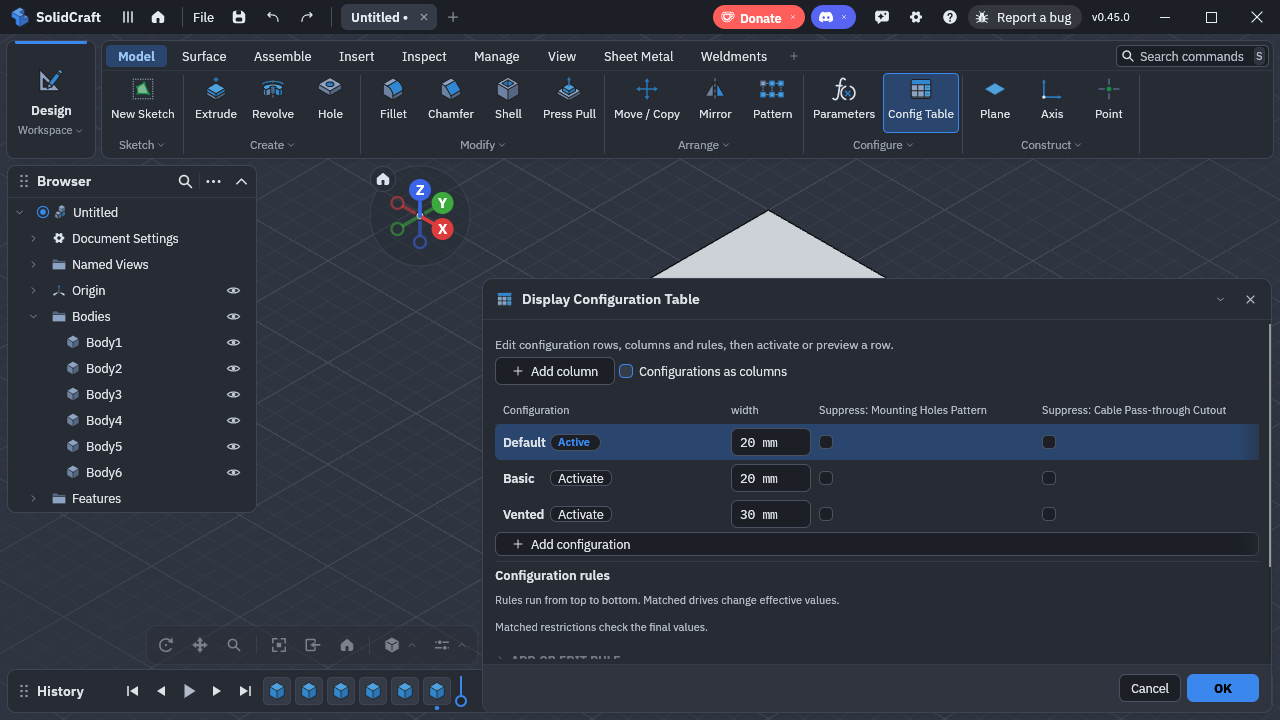 SolidCraft
File
Untitled •
Donate
Report a bug
v0.45.0
Model
Surface
Assemble
Insert
Inspect
Manage
View
Sheet Metal
Weldments
Search commands
S
Design
Workspace
New Sketch
Extrude
Revolve
Hole
Fillet
Chamfer
Shell
Press Pull
Move / Copy
Mirror
Pattern
Parameters
Config Table
Plane
Axis
Point
Sketch
Create
Modify
Arrange
Configure
Construct
Browser
Untitled
Document Settings
Named Views
Origin
Bodies
Body1
Body2
Body3
Body4
Body5
Body6
Features
Z
Y
X
Display Configuration Table
Edit configuration rows, columns and rules, then activate or preview a row.
Add column
Configurations as columns
Configuration width Suppress: Mounting Holes Pattern Suppress: Cable Pass-through Cutout
Default Active 20 mm
Basic Activate 20 mm
Vented Activate 30 mm
Add configuration
Configuration rules
Rules run from top to bottom. Matched drives change effective values.
Matched restrictions check the final values.
ADD OR EDIT RULE
Cancel
OK
History